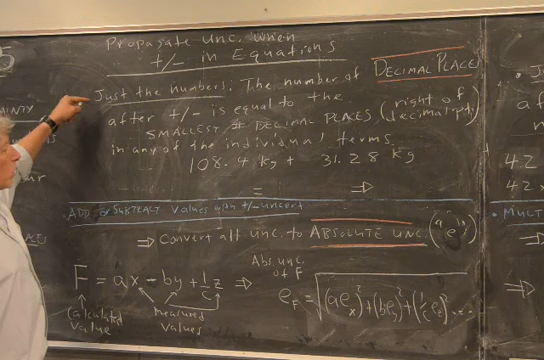 Propagate unc. when
+/- in Equations
Just the numbers: The number of DECIMAL PLACES
after +/- is equal to the (right of decimal pt.)
SMALLEST # DECIMAL PLACES
in any of the individual terms.
108.4 kg + 31.28 kg
= ⇒
ADD or SUBTRACT values with +/- uncert
⇒ Convert all unc. to ABSOLUTE unc. ("e"s)
F = ax - by + 1/c z ⇒ Abs. unc. of F
e_F = √((ae_x)² + (be_y)² + (1/c e_z)² ...
Calculated value
Measured values
42
42
• MULT